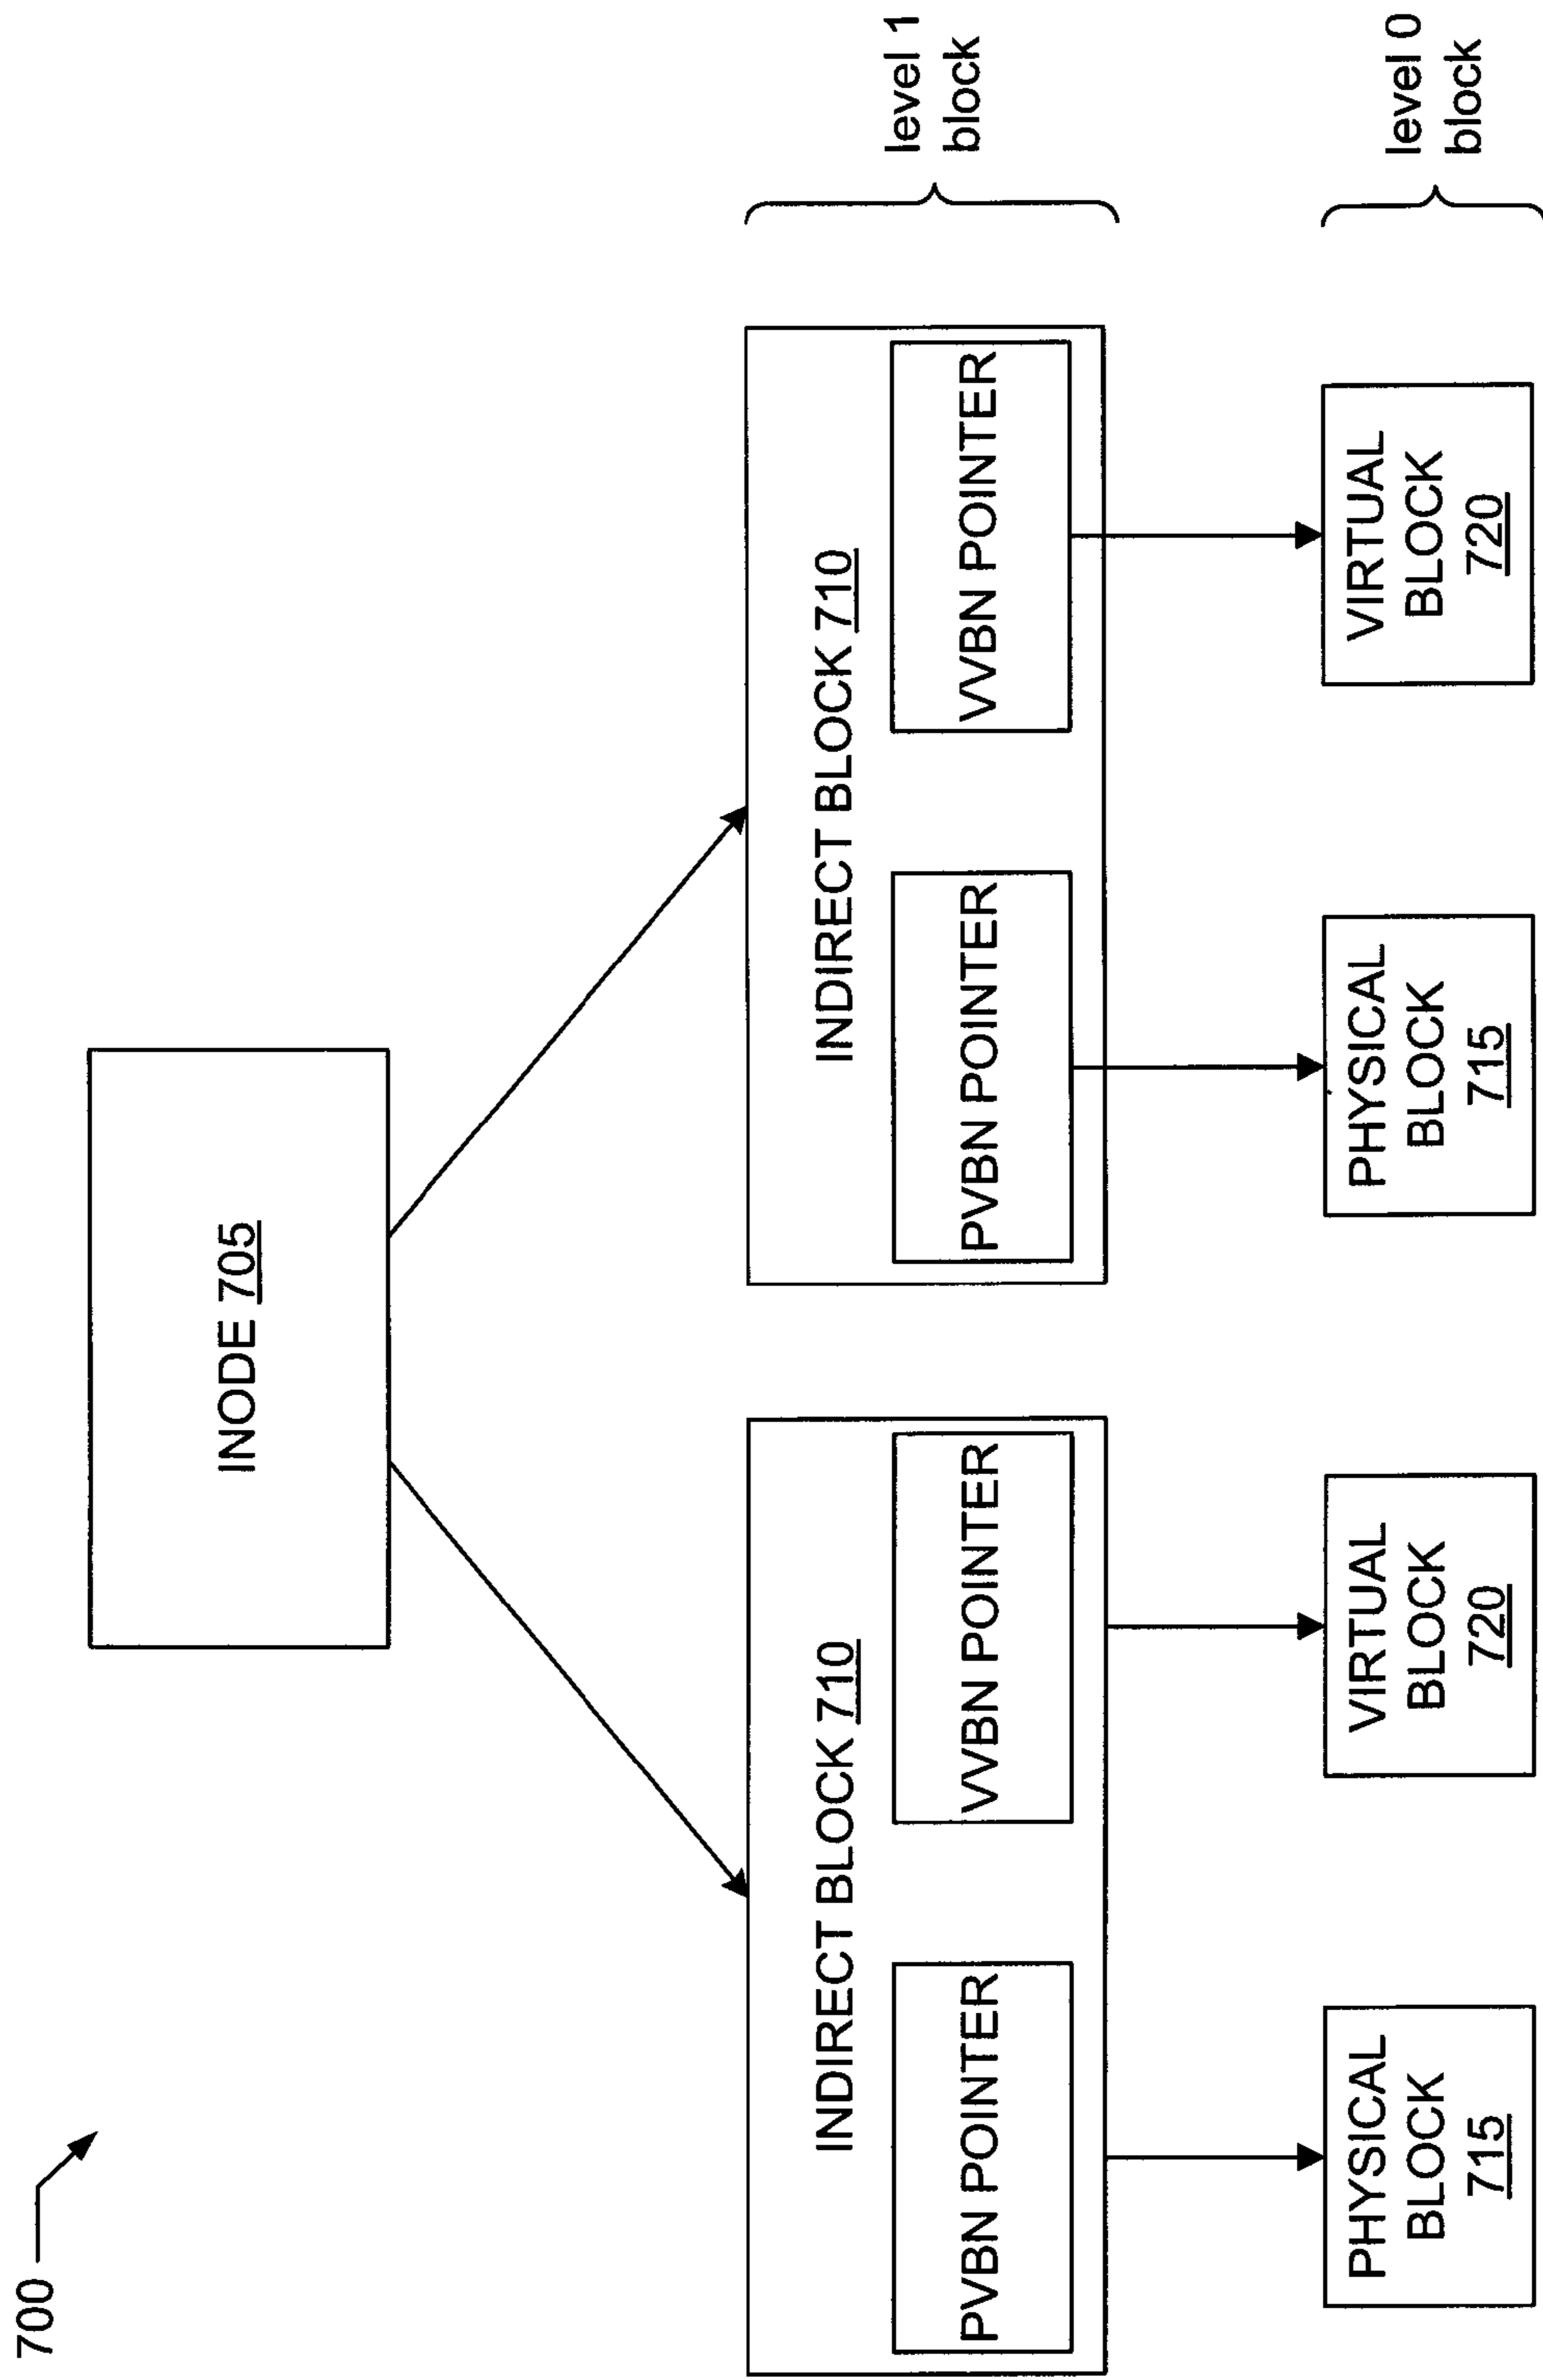 700
INODE 705
INDIRECT BLOCK 710
PVBN POINTER
VVBN POINTER
INDIRECT BLOCK 710
PVBN POINTER
VVBN POINTER
level 1
block
PHYSICAL
BLOCK
715
VIRTUAL
BLOCK
720
PHYSICAL
BLOCK
715
VIRTUAL
BLOCK
720
level 0
block